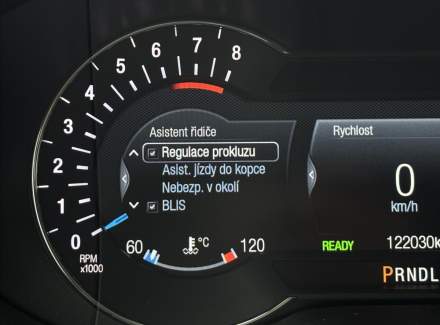 8
7
6
5
4
3
2
1
0
RPM
x1000
Asistent řidiče
Regulace prokluzu
Asist. jízdy do kopce
Nebezp. v okolí
BLIS
60 °C 120
Rychlost
0
km/h
READY 122030k
PRNDL